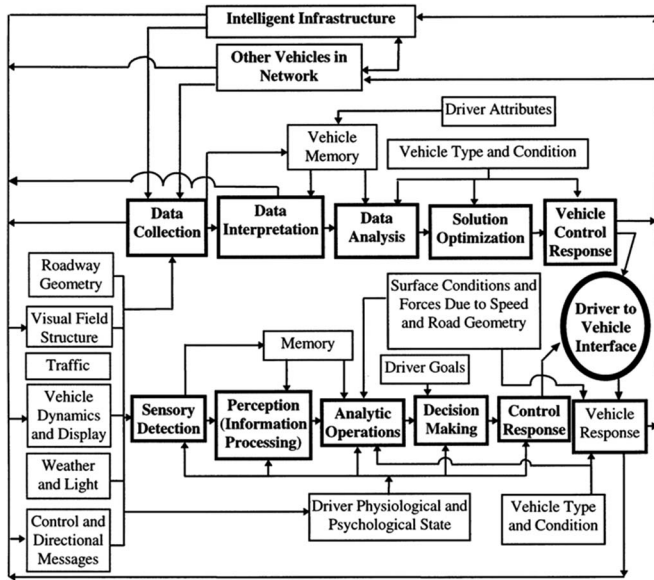 Intelligent Infrastructure
Other Vehicles in
Network
Driver Attributes
Vehicle
Memory
Vehicle Type and Condition
Data
Collection
Data
Interpretation
Data
Analysis
Solution
Optimization
Vehicle
Control
Response
Roadway
Geometry
Visual Field
Structure
Traffic
Vehicle
Dynamics
and Display
Weather
and Light
Control and
Directional
Messages
Surface Conditions and
Forces Due to Speed
and Road Geometry
Driver to
Vehicle
Interface
Memory
Driver Goals
Sensory
Detection
Perception
(Information
Processing)
Analytic
Operations
Decision
Making
Control
Response
Vehicle
Response
Driver Physiological and
Psychological State
Vehicle Type
and Condition